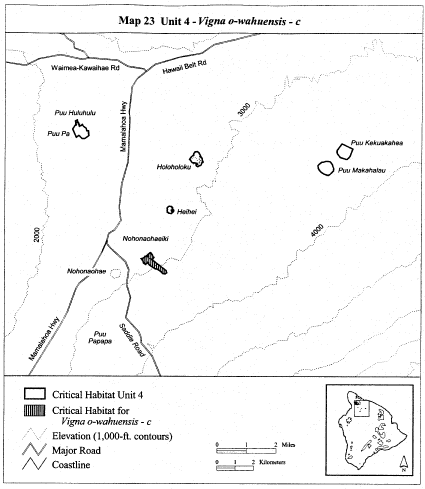 Map 23 Unit 4 - Vigna o-wahuensis - c
Waimea-Kawaihae Rd
Hawaii Belt Rd
Mamalahoa Hwy
3000
Puu Huluhulu
Puu Pa
Holoholoku
Puu Kekuakahea
Puu Makahalau
Heihei
2000
4000
Nohonaohaeiki
Nohonaohae
Mamalahoa Hwy
Puu
Papapa
Saddle Road
Critical Habitat Unit 4
Critical Habitat for
Vigna o-wahuensis - c
Elevation (1,000-ft. contours)
Major Road
Coastline
0 1 2 Miles
0 1 2 Kilometers
N